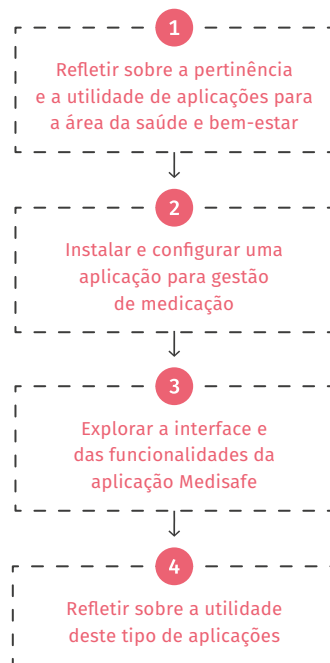 1
Refletir sobre a pertinência
e a utilidade de aplicações para
a área da saúde e bem-estar
2
Instalar e configurar uma
aplicação para gestão
de medicação
3
Explorar a interface e
das funcionalidades da
aplicação Medisafe
4
Refletir sobre a utilidade
deste tipo de aplicações